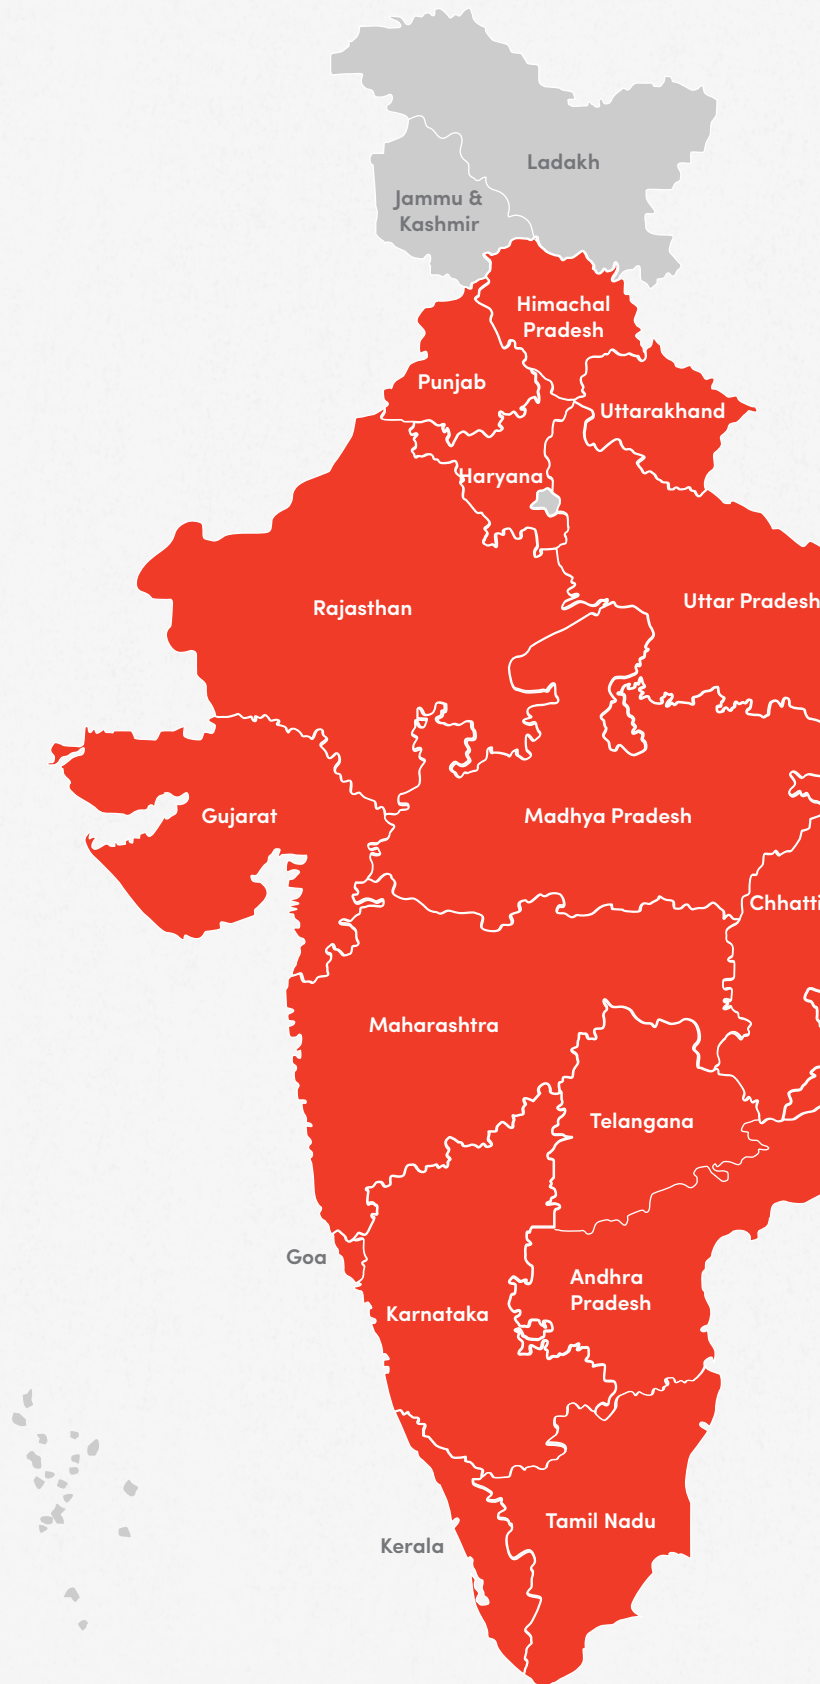 Ladakh
Jammu &
Kashmir
Himachal
Pradesh
Punjab
Uttarakhand
Haryana
Uttar Pradesh
Rajasthan
Gujarat
Madhya Pradesh
Chhatti
Maharashtra
Telangana
Goa
Andhra
Pradesh
Karnataka
Tamil Nadu
Kerala